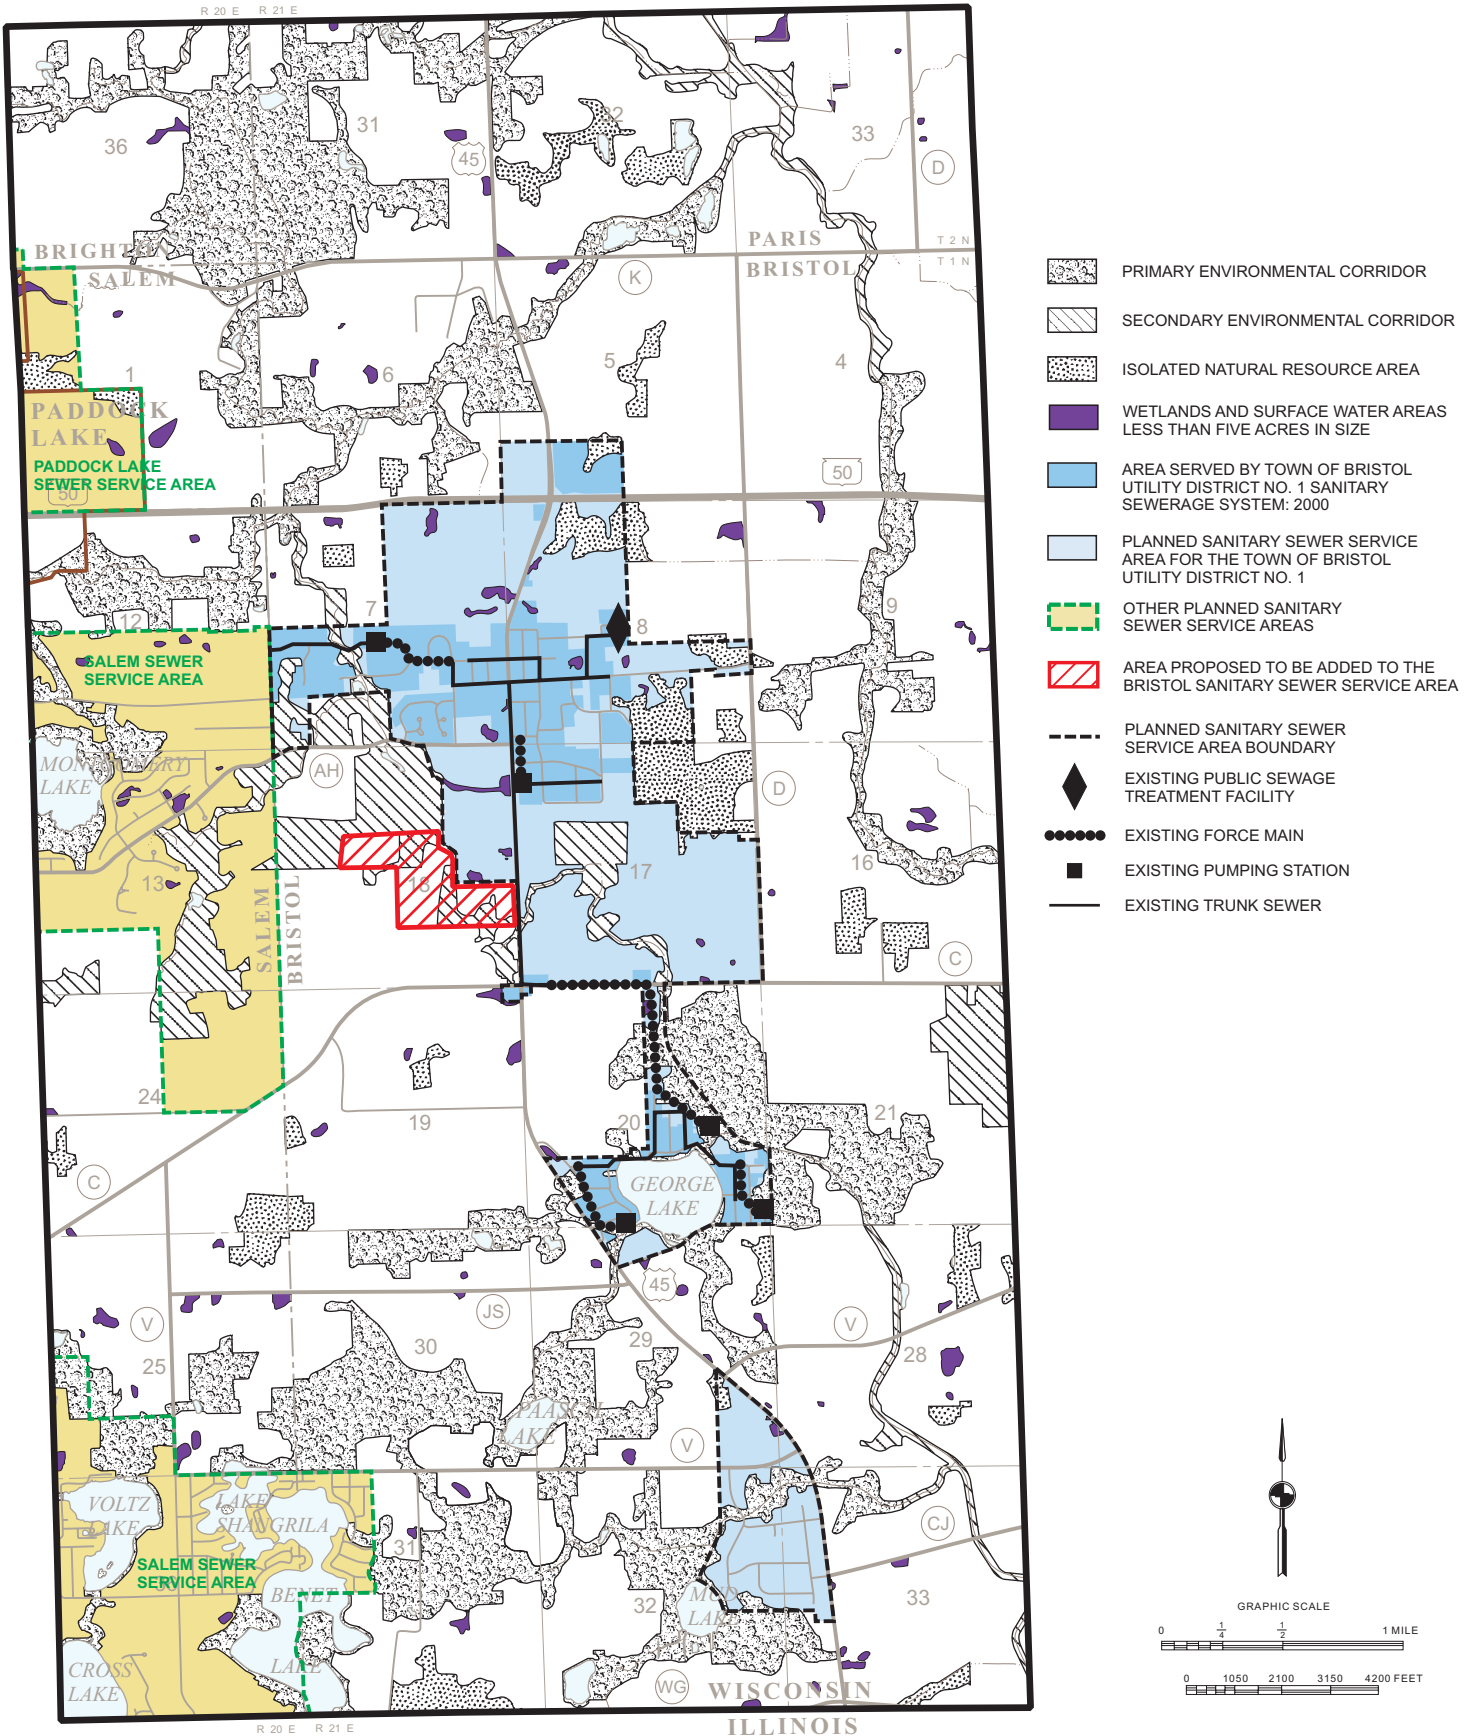 R 20 E R 21 E
36
31
32
33
45
D
BRIGHTON
SALEM
PARIS
BRISTOL
T 2 N
T 1 N
K
1
6
5
4
PADDOCK
LAKE
PADDOCK LAKE
SEWER SERVICE AREA
50
50
12
7
8
9
SALEM SEWER
SERVICE AREA
MONTGOMERY
LAKE
AH
D
13
18
17
16
SALEM
BRISTOL
C
24
19
20
21
C
GEORGE
LAKE
45
V
JS
V
25
30
29
28
PAASCH
LAKE
V
VOLTZ
LAKE
LAKE
SHANGRILA
CJ
31
SALEM SEWER
SERVICE AREA
36
BENET
LAKE
32
MUD
LAKE
33
CROSS
LAKE
WG
WISCONSIN
ILLINOIS
R 20 E R 21 E
PRIMARY ENVIRONMENTAL CORRIDOR
SECONDARY ENVIRONMENTAL CORRIDOR
ISOLATED NATURAL RESOURCE AREA
WETLANDS AND SURFACE WATER AREAS
LESS THAN FIVE ACRES IN SIZE
AREA SERVED BY TOWN OF BRISTOL
UTILITY DISTRICT NO. 1 SANITARY
SEWERAGE SYSTEM: 2000
PLANNED SANITARY SEWER SERVICE
AREA FOR THE TOWN OF BRISTOL
UTILITY DISTRICT NO. 1
OTHER PLANNED SANITARY
SEWER SERVICE AREAS
AREA PROPOSED TO BE ADDED TO THE
BRISTOL SANITARY SEWER SERVICE AREA
PLANNED SANITARY SEWER
SERVICE AREA BOUNDARY
EXISTING PUBLIC SEWAGE
TREATMENT FACILITY
EXISTING FORCE MAIN
EXISTING PUMPING STATION
EXISTING TRUNK SEWER
GRAPHIC SCALE
0 1/4 1/2 1 MILE
0 1050 2100 3150 4200 FEET